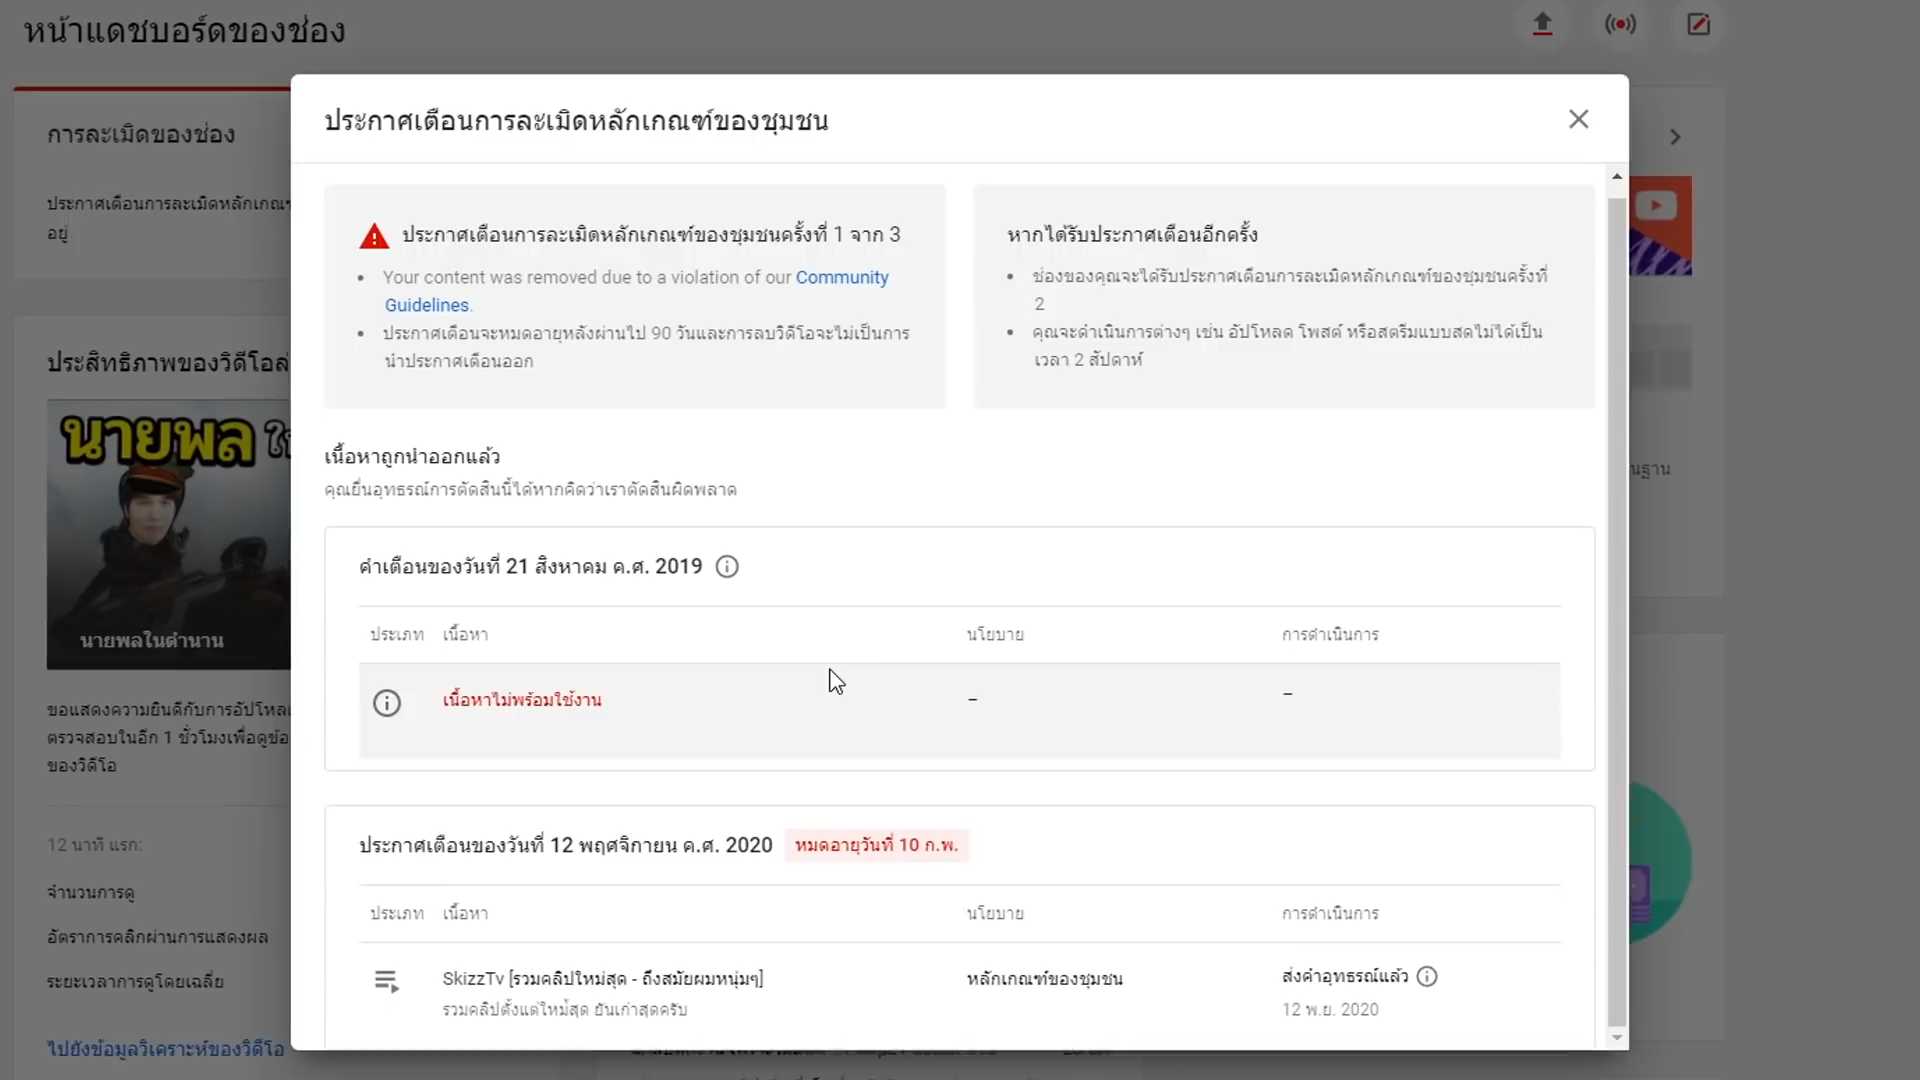 หน้าแดชบอร์ดของช่อง
การละเมิดของช่อง
ประกาศเตือนการละเมิดหลักเกณฑ์
อยู่
ประสิทธิภาพของวิดีโอล่
นายพล ใ
นายพลในตำนาน
ขอแสดงความยินดีกับการอัปโหลด
ตรวจสอบในอีก 1 ชั่วโมงเพื่อดูข้อ
ของวิดีโอ
12 นาที แรก:
จำนวนการดู
อัตราการคลิกผ่านการแสดงผล
ระยะเวลาการดูโดยเฉลี่ย
ไปยังข้อมูลวิเคราะห์ของวิดีโอ
ประกาศเตือนการละเมิดหลักเกณฑ์ของชุมชน
ประกาศเตือนการละเมิดหลักเกณฑ์ของชุมชนครั้งที่ 1 จาก 3
• Your content was removed due to a violation of our Community
Guidelines.
• ประกาศเตือนจะหมดอายุหลังผ่านไป 90 วันและการลบวิดีโอจะไม่เป็นการ
นำประกาศเตือนออก
หากได้รับประกาศเตือนอีกครั้ง
• ช่องของคุณจะได้รับประกาศเตือนการละเมิดหลักเกณฑ์ของชุมชนครั้งที่
2
• คุณจะดำเนินการต่างๆ เช่น อัปโหลด โพสต์ หรือสตรีมแบบสดไม่ได้เป็น
เวลา 2 สัปดาห์
เนื้อหาถูกนำออกแล้ว
คุณยื่นอุทธรณ์การตัดสินนี้ได้หากคิดว่าเราตัดสินผิดพลาด
คำเตือนของวันที่ 21 สิงหาคม ค.ศ. 2019
ประเภท เนื้อหา นโยบาย การดำเนินการ
เนื้อหาไม่พร้อมใช้งาน – –
ประกาศเตือนของวันที่ 12 พฤศจิกายน ค.ศ. 2020 หมดอายุวันที่ 10 ก.พ.
ประเภท เนื้อหา นโยบาย การดำเนินการ
SkizzTv [รวมคลิปใหม่สุด - ถึงสมัยผมหนุ่มๆ] หลักเกณฑ์ของชุมชน ส่งคำอุทธรณ์แล้ว
รวมคลิปตั้งแต่ใหม่สุด ยันเก่าสุดครับ 12 พ.ย. 2020